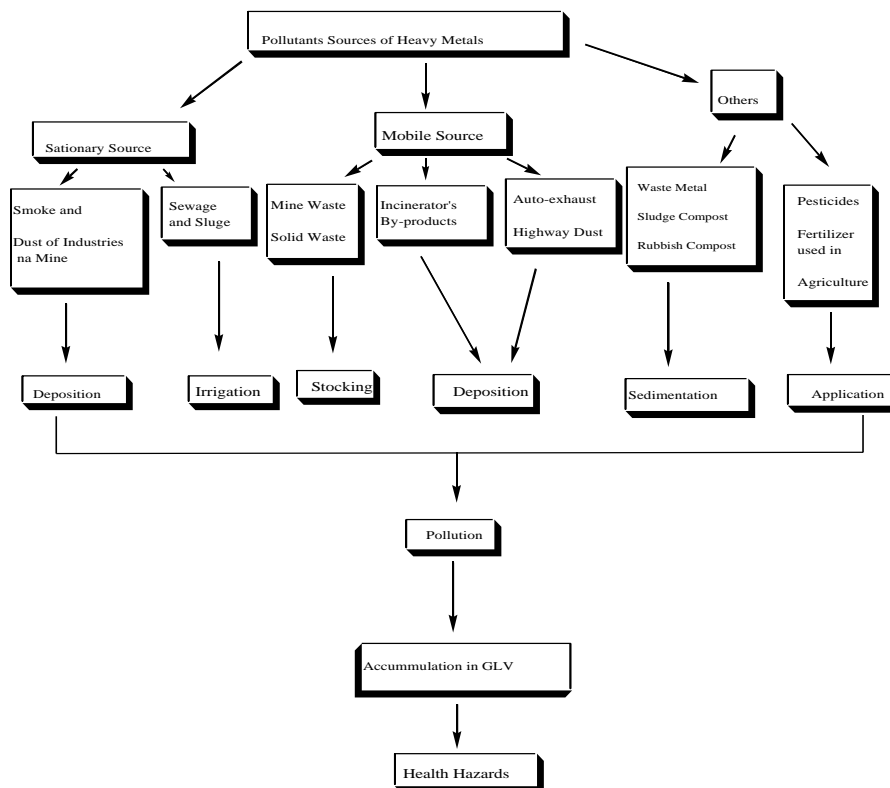 Pollutants Sources of Heavy Metals
Others
Sationary Source
Mobile Source
Smoke and
Dust of Industries
na Mine
Sewage
and Sluge
Mine Waste
Solid Waste
Incinerator's
By-products
Auto-exhaust
Highway Dust
Waste Metal
Sludge Compost
Rubbish Compost
Pesticides
Fertilizer
used in
Agriculture
Deposition
Irrigation
Stocking
Deposition
Sedimentation
Application
Pollution
Accummulation in GLV
Health Hazards